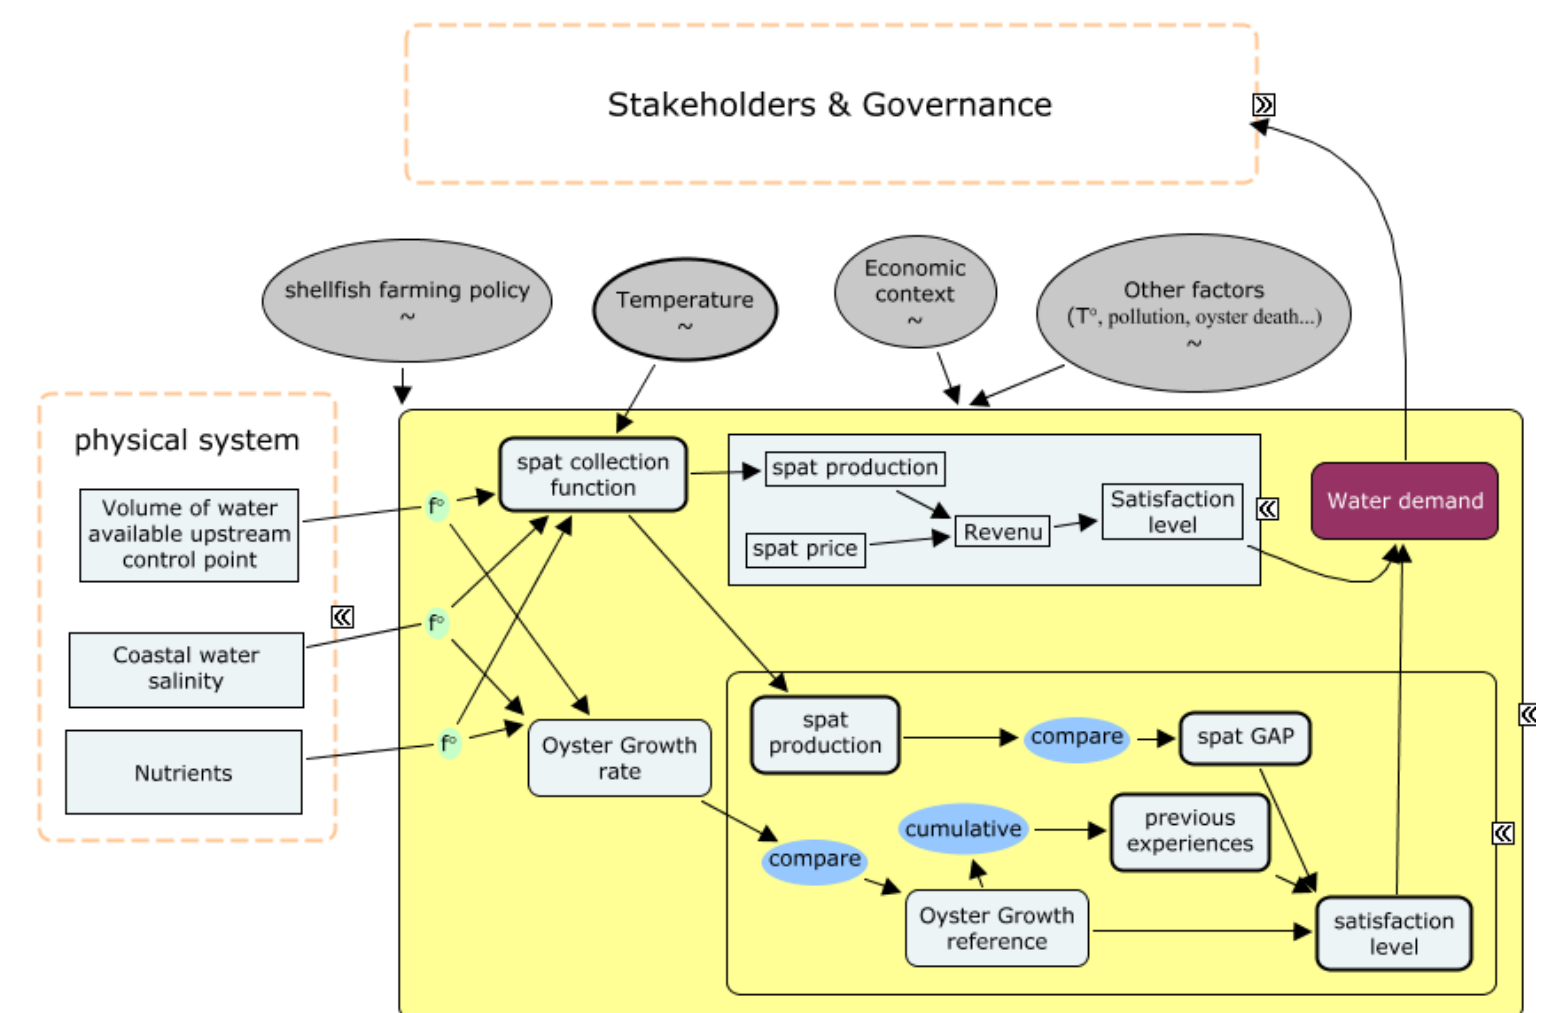 Stakeholders & Governance
shellfish farming policy
~
Temperature
~
Economic
context
~
Other factors
(T°, pollution, oyster death...)
~
physical system
Volume of water
available upstream
control point
Coastal water
salinity
Nutrients
f°
f°
f°
spat collection
function
Oyster Growth
rate
spat production
spat price
Revenu
Satisfaction
level
Water demand
spat
production
compare
spat GAP
cumulative
previous
experiences
compare
Oyster Growth
reference
satisfaction
level